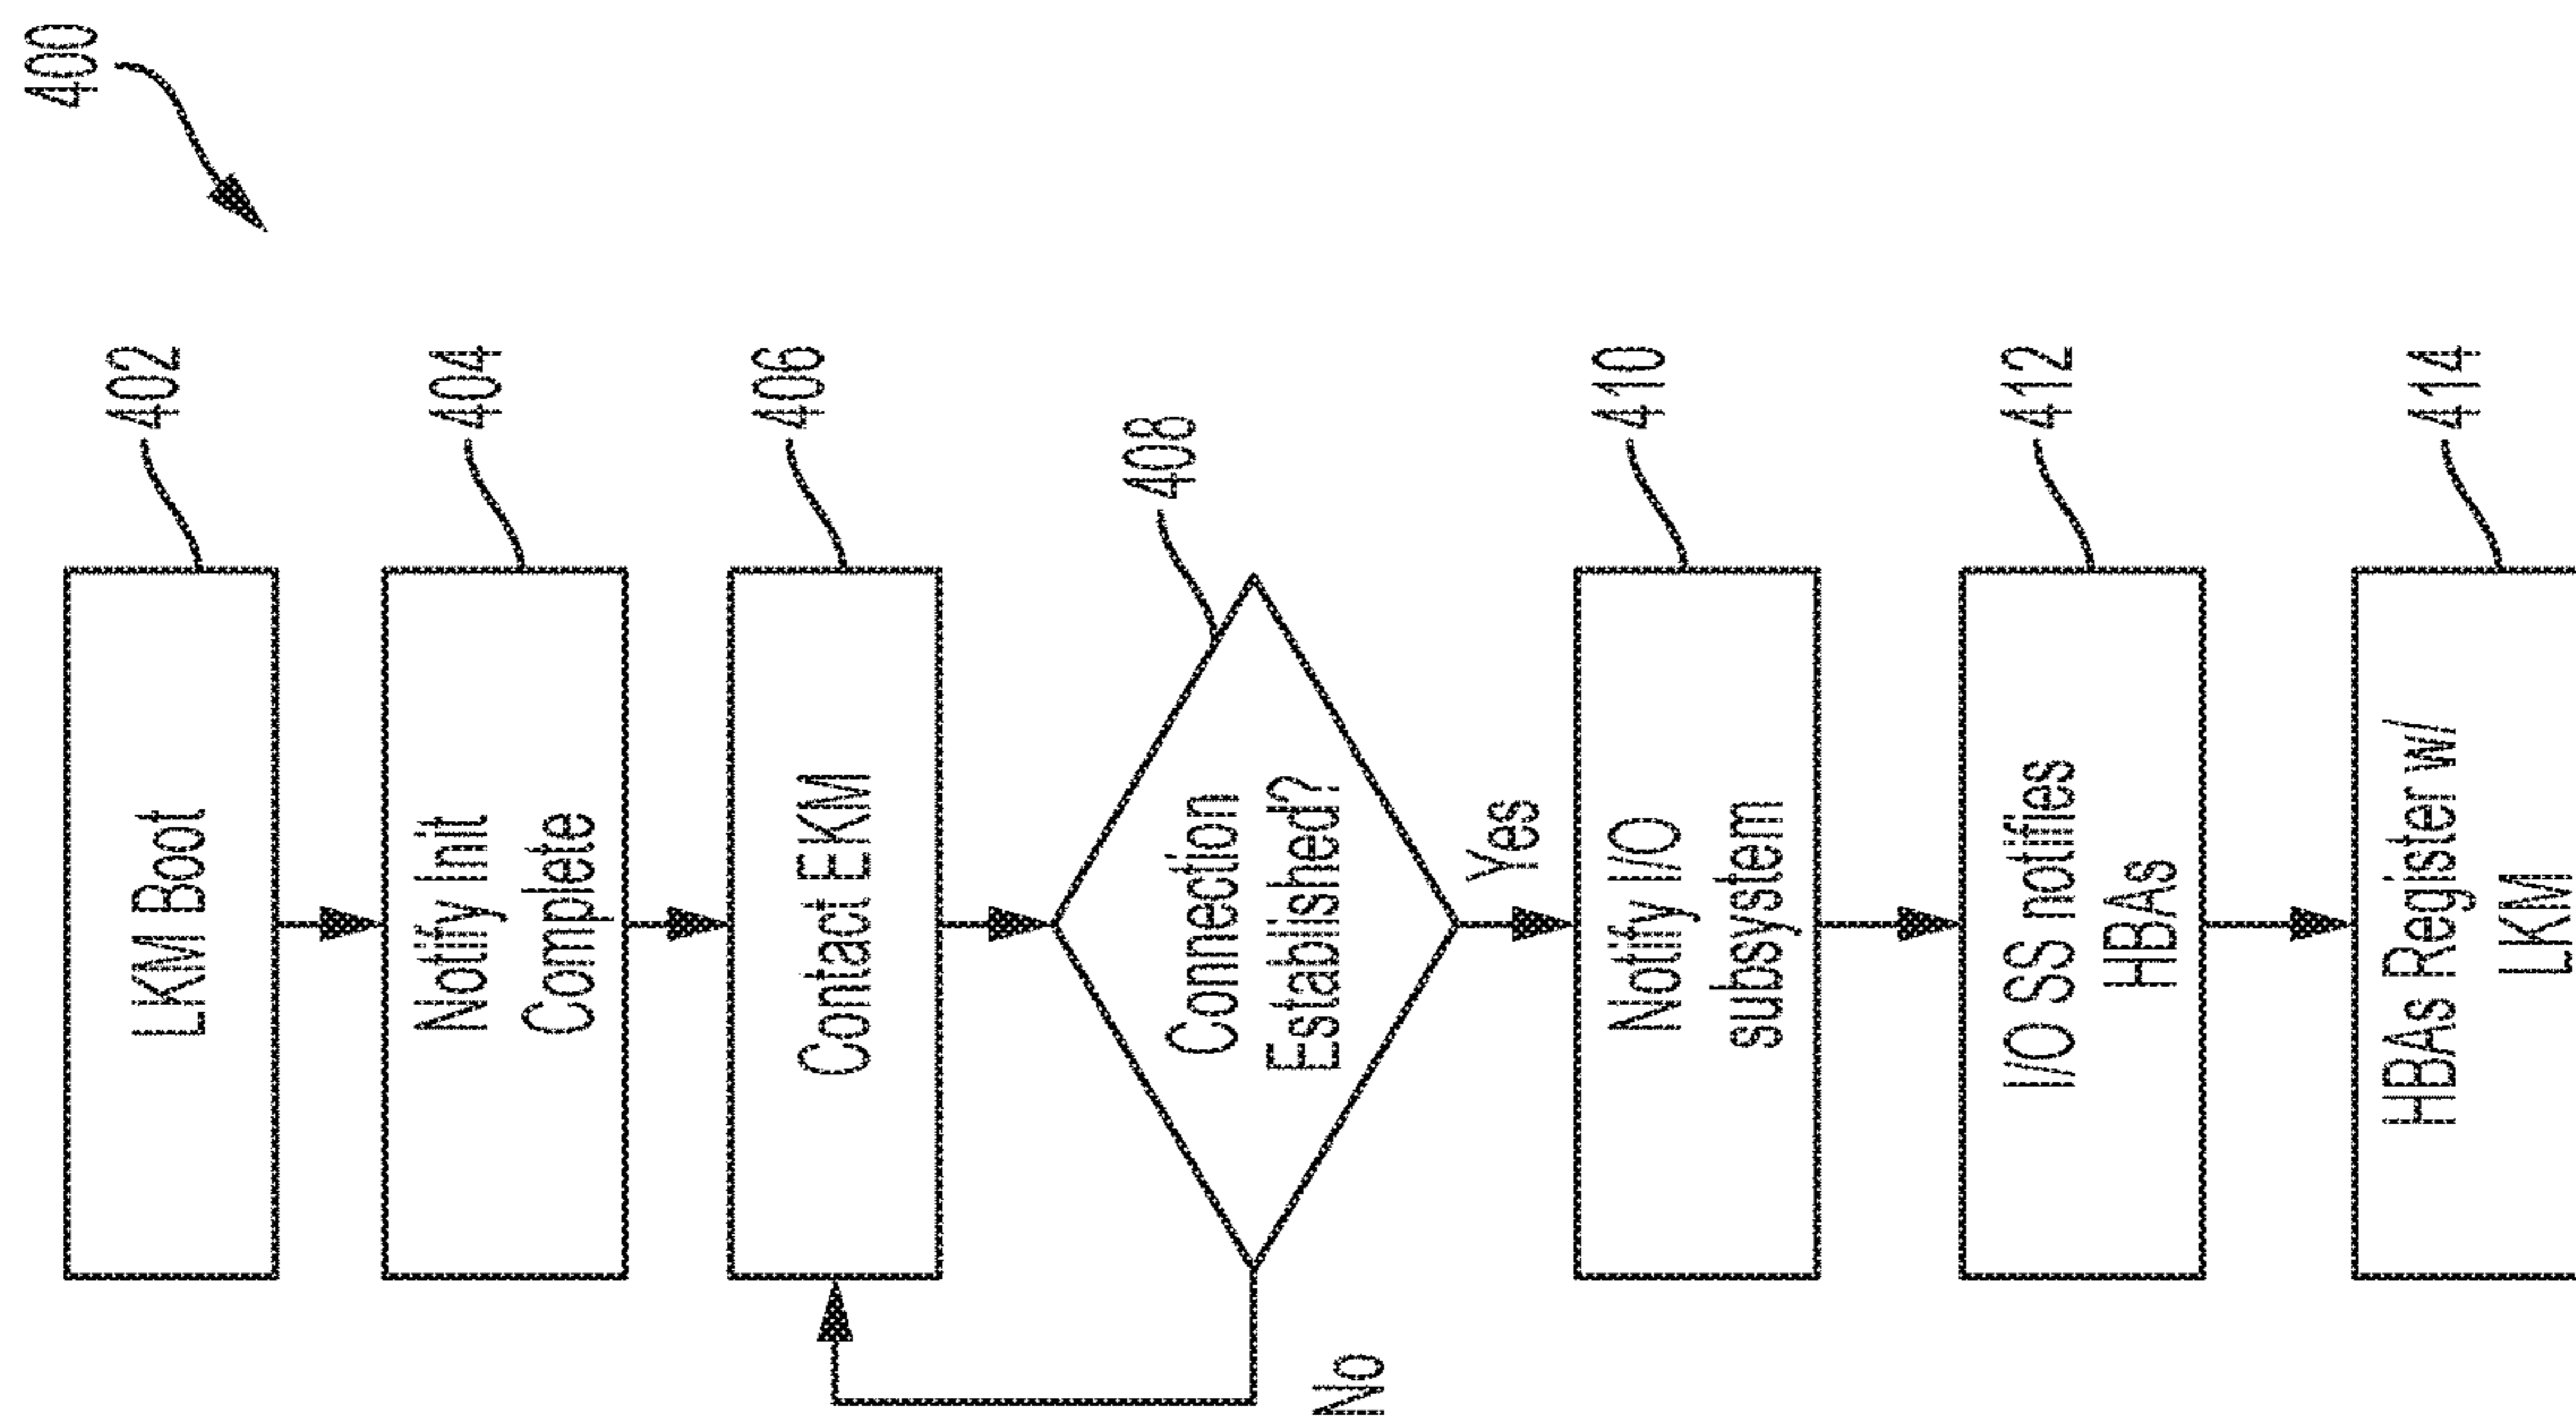 400
402
LKM Boot
404
Notify Init
Complete
406
Contact EKM
408
Connection
Established?
No
Yes
410
Notify I/O
subsystem
412
I/O SS notifies
HBAs
414
HBAs Register w/
LKM